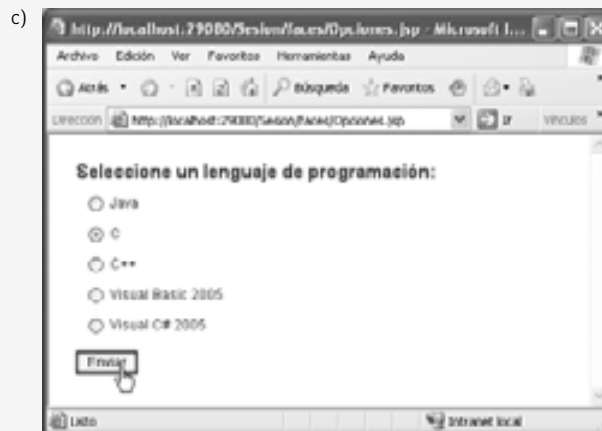 c)
http://localhost:29080/Sesion/faces/Opciones.jsp - Microsoft I...
Archivo Edición Ver Favoritos Herramientas Ayuda
Atrás Búsqueda Favoritos
Dirección http://localhost:29080/Sesion/faces/Opciones.jsp Ir Vínculos
Seleccione un lenguaje de programación:
Java
C
C++
Visual Basic 2005
Visual C# 2005
Enviar
Listo Intranet local